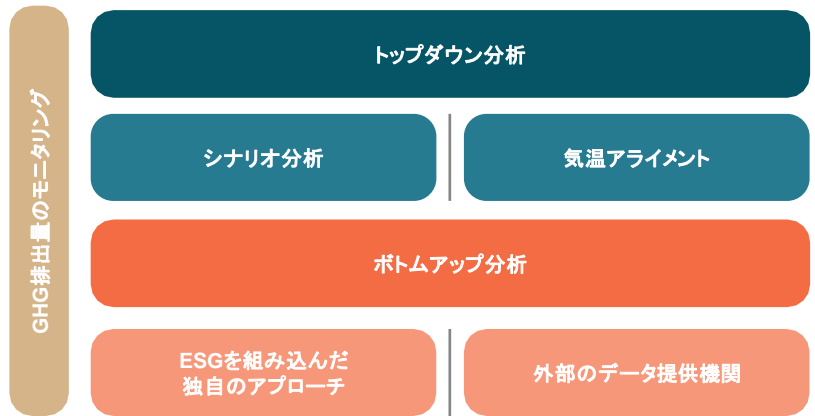 GHG排出量のモニタリング
トップダウン分析
シナリオ分析
気温アライメント
ボトムアップ分析
ESGを組み込んだ
独自のアプローチ
外部のデータ提供機関